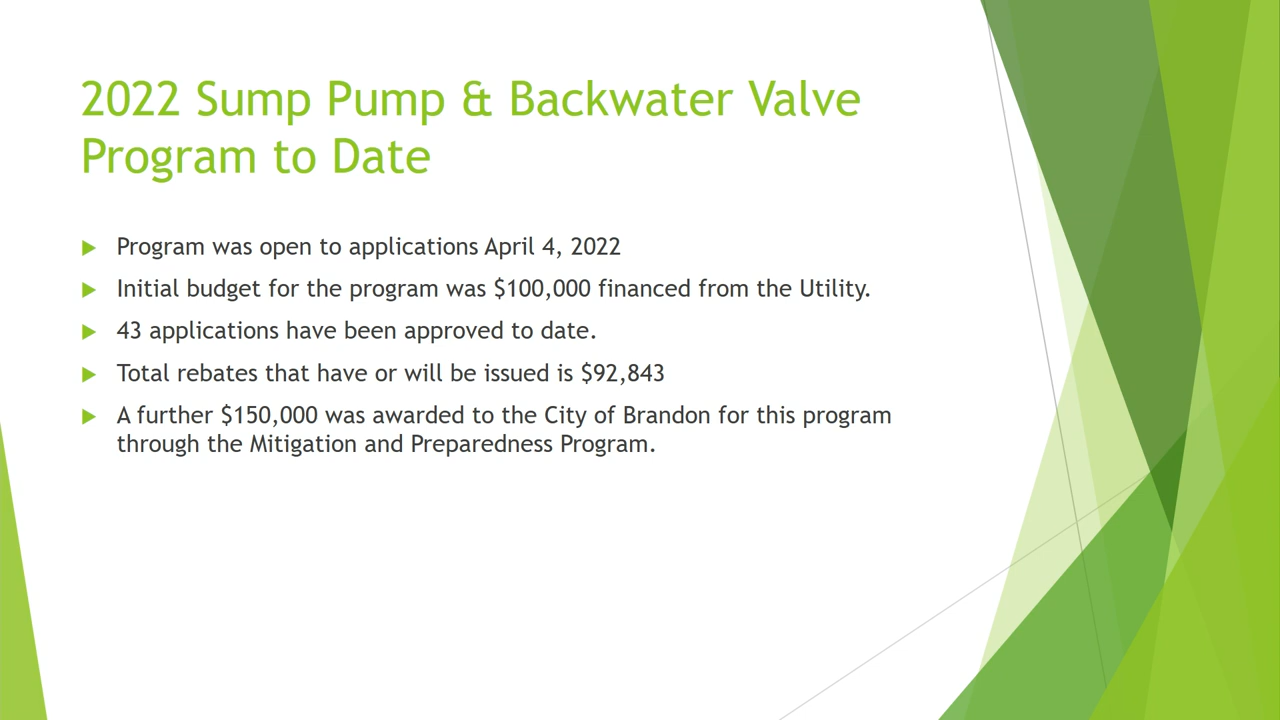 2022 Sump Pump & Backwater Valve
Program to Date
Program was open to applications April 4, 2022
Initial budget for the program was $100,000 financed from the Utility.
43 applications have been approved to date.
Total rebates that have or will be issued is $92,843
A further $150,000 was awarded to the City of Brandon for this program
through the Mitigation and Preparedness Program.